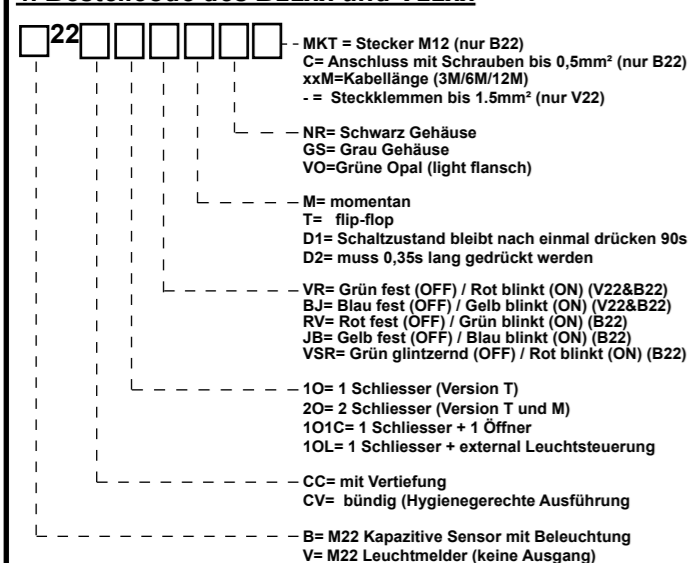 22
MKT = Stecker M12 (nur B22)
C= Anschluss mit Schrauben bis 0,5mm² (nur B22)
xxM=Kabellänge (3M/6M/12M)
- = Steckklemmen bis 1.5mm² (nur V22)
NR= Schwarz Gehäuse
GS= Grau Gehäuse
VO=Grüne Opal (light flansch)
M= momentan
T= flip-flop
D1= Schaltzustand bleibt nach einmal drücken 90s
D2= muss 0,35s lang gedrückt werden
VR= Grün fest (OFF) / Rot blinkt (ON) (V22&B22)
BJ= Blau fest (OFF) / Gelb blinkt (ON) (V22&B22)
RV= Rot fest (OFF) / Grün blinkt (ON) (B22)
JB= Gelb fest (OFF) / Blau blinkt (ON) (B22)
VSR= Grün glintzernd (OFF) / Rot blinkt (ON) (B22)
1O= 1 Schliesser (Version T)
2O= 2 Schliesser (Version T und M)
1O1C= 1 Schliesser + 1 Öffner
1OL= 1 Schliesser + external Leuchtsteuerung
CC= mit Vertiefung
CV= bündig (Hygienegerechte Ausführung
B= M22 Kapazitive Sensor mit Beleuchtung
V= M22 Leuchtmelder (keine Ausgang)